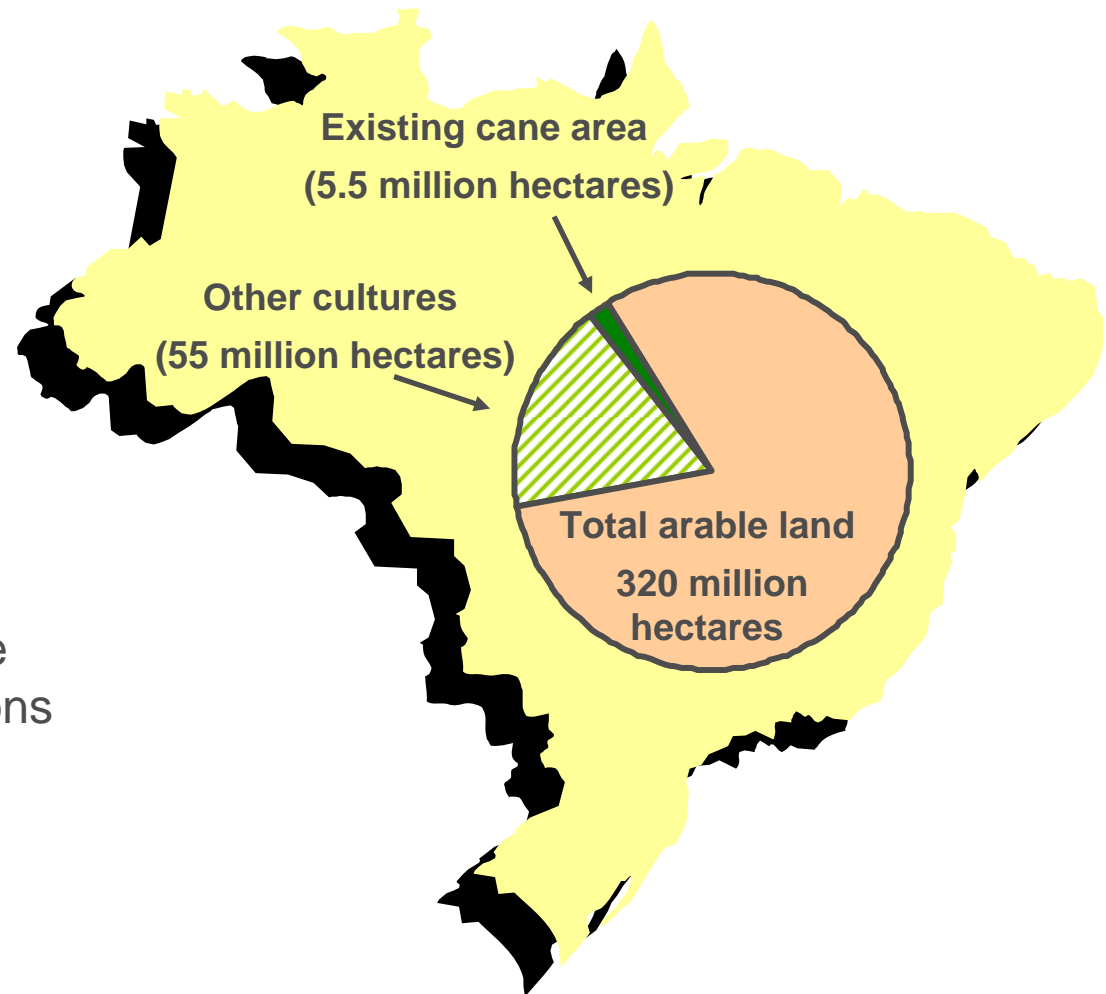 Existing cane area
(5.5 million hectares)
Other cultures
(55 million hectares)
Total arable land
320 million
hectares